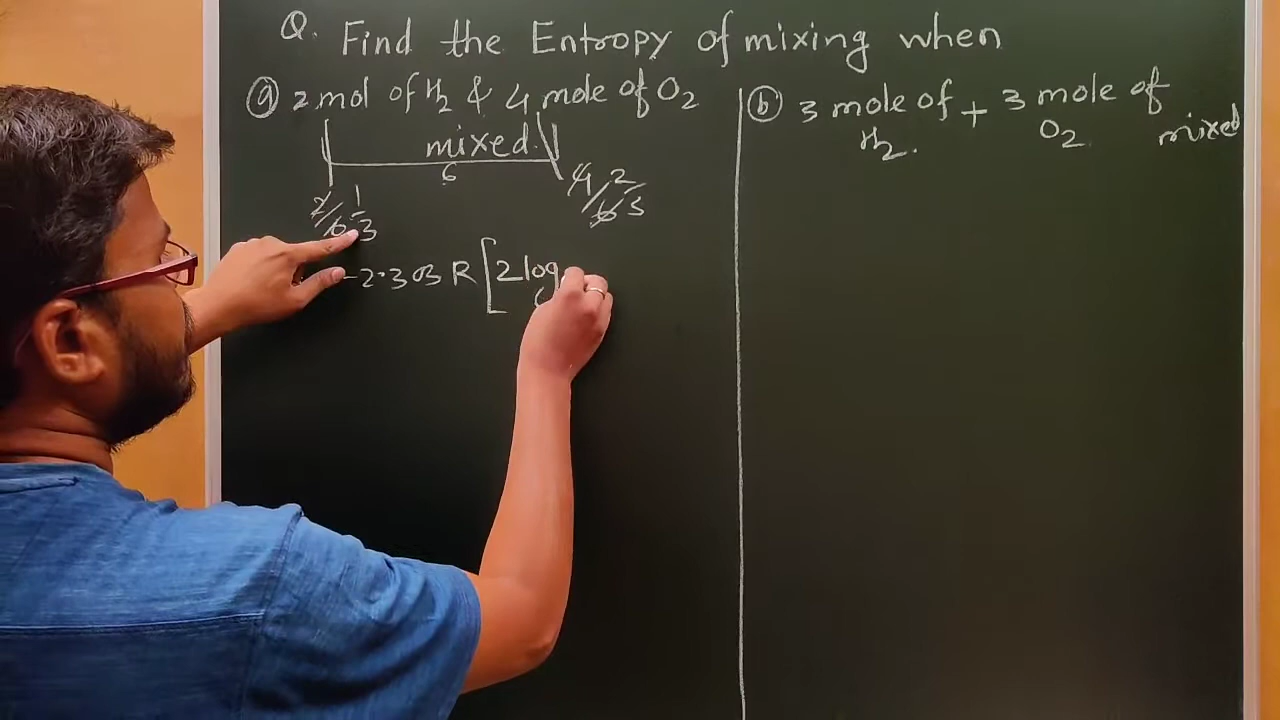 Q. Find the Entropy of mixing when
(a) 2 mol of H2 & 4 mole of O2
mixed.
6
2/6 1/3
4/6 2/3
-2.303 R [2 log
(b) 3 mole of H2. + 3 mole of O2 mixed